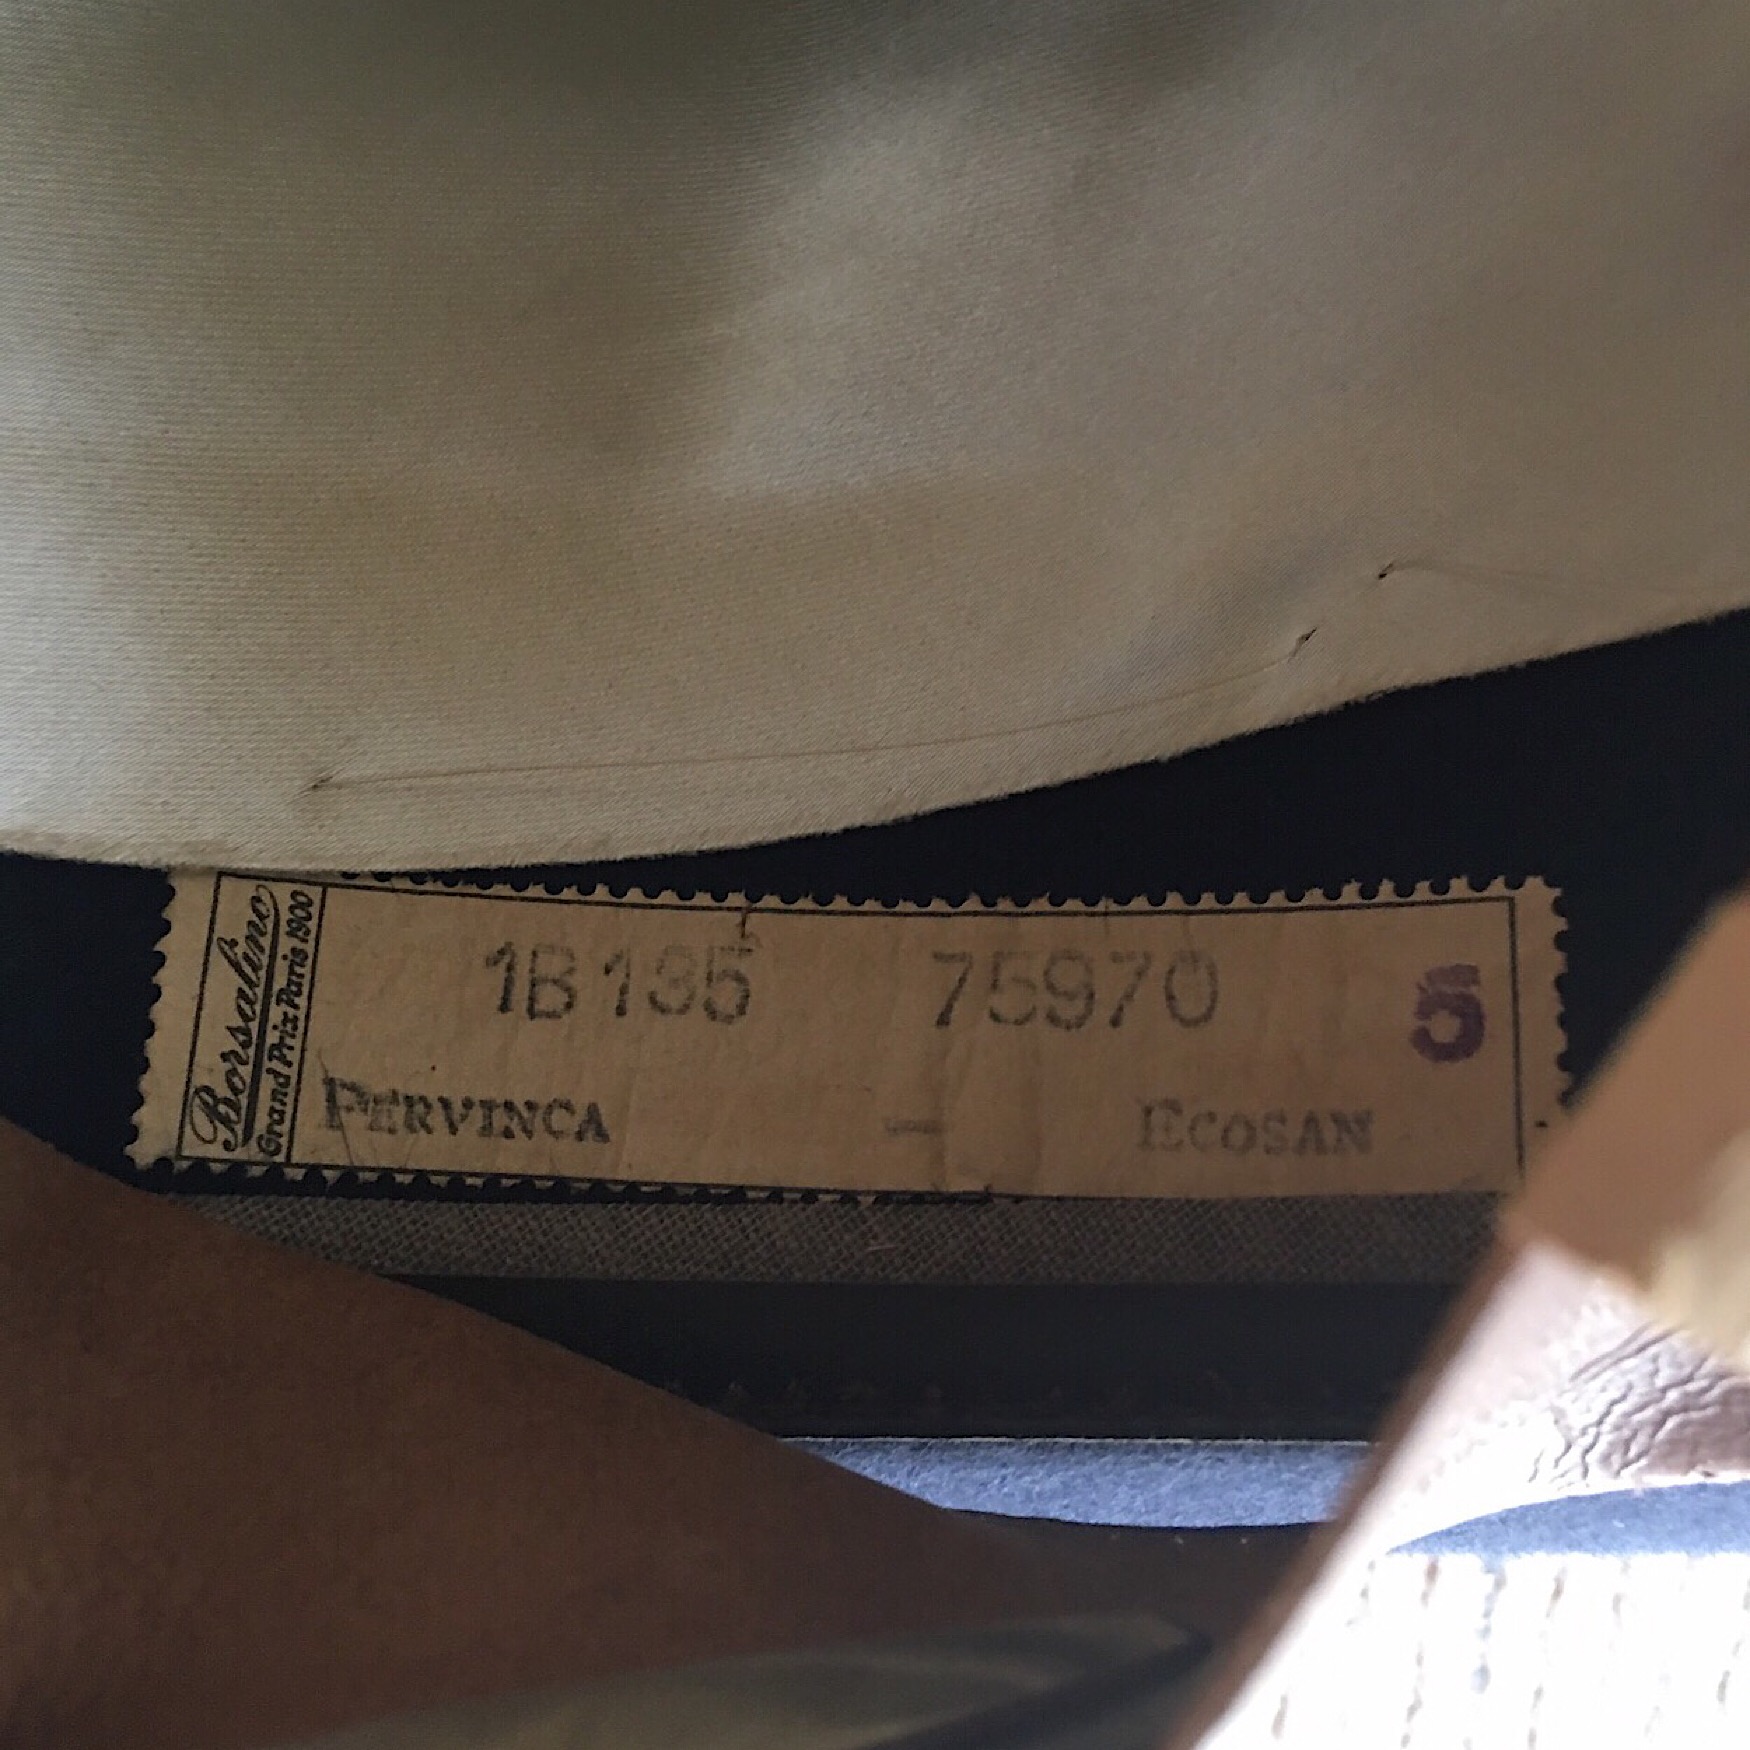 Borsalino
Grand Prix Paris 1900
1B135 75970 5
PERVINCA - ECOSAN